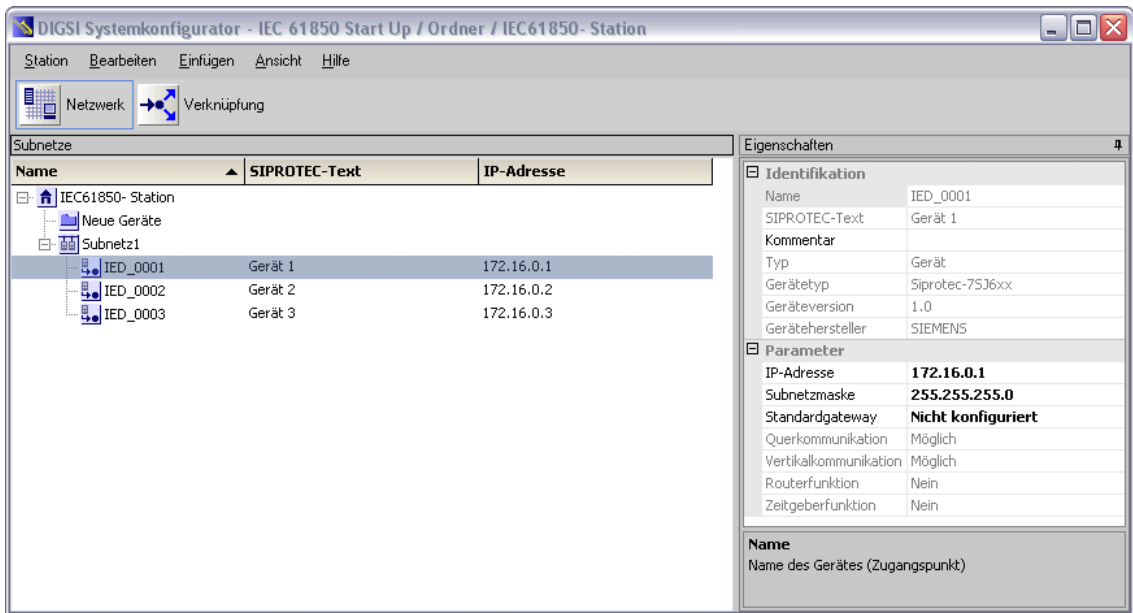 DIGSI Systemkonfigurator - IEC 61850 Start Up / Ordner / IEC61850- Station
Station Bearbeiten Einfügen Ansicht Hilfe
Netzwerk Verknüpfung
Subnetze
Name SIPROTEC-Text IP-Adresse
IEC61850- Station
Neue Geräte
Subnetz1
IED_0001 Gerät 1 172.16.0.1
IED_0002 Gerät 2 172.16.0.2
IED_0003 Gerät 3 172.16.0.3
Eigenschaften
Identifikation
Name IED_0001
SIPROTEC-Text Gerät 1
Kommentar
Typ Gerät
Gerätetyp Siprotec-7SJ6xx
Geräteversion 1.0
Gerätehersteller SIEMENS
Parameter
IP-Adresse 172.16.0.1
Subnetzmaske 255.255.255.0
Standardgateway Nicht konfiguriert
Querkommunikation Möglich
Vertikalkommunikation Möglich
Routerfunktion Nein
Zeitgeberfunktion Nein
Name
Name des Gerätes (Zugangspunkt)